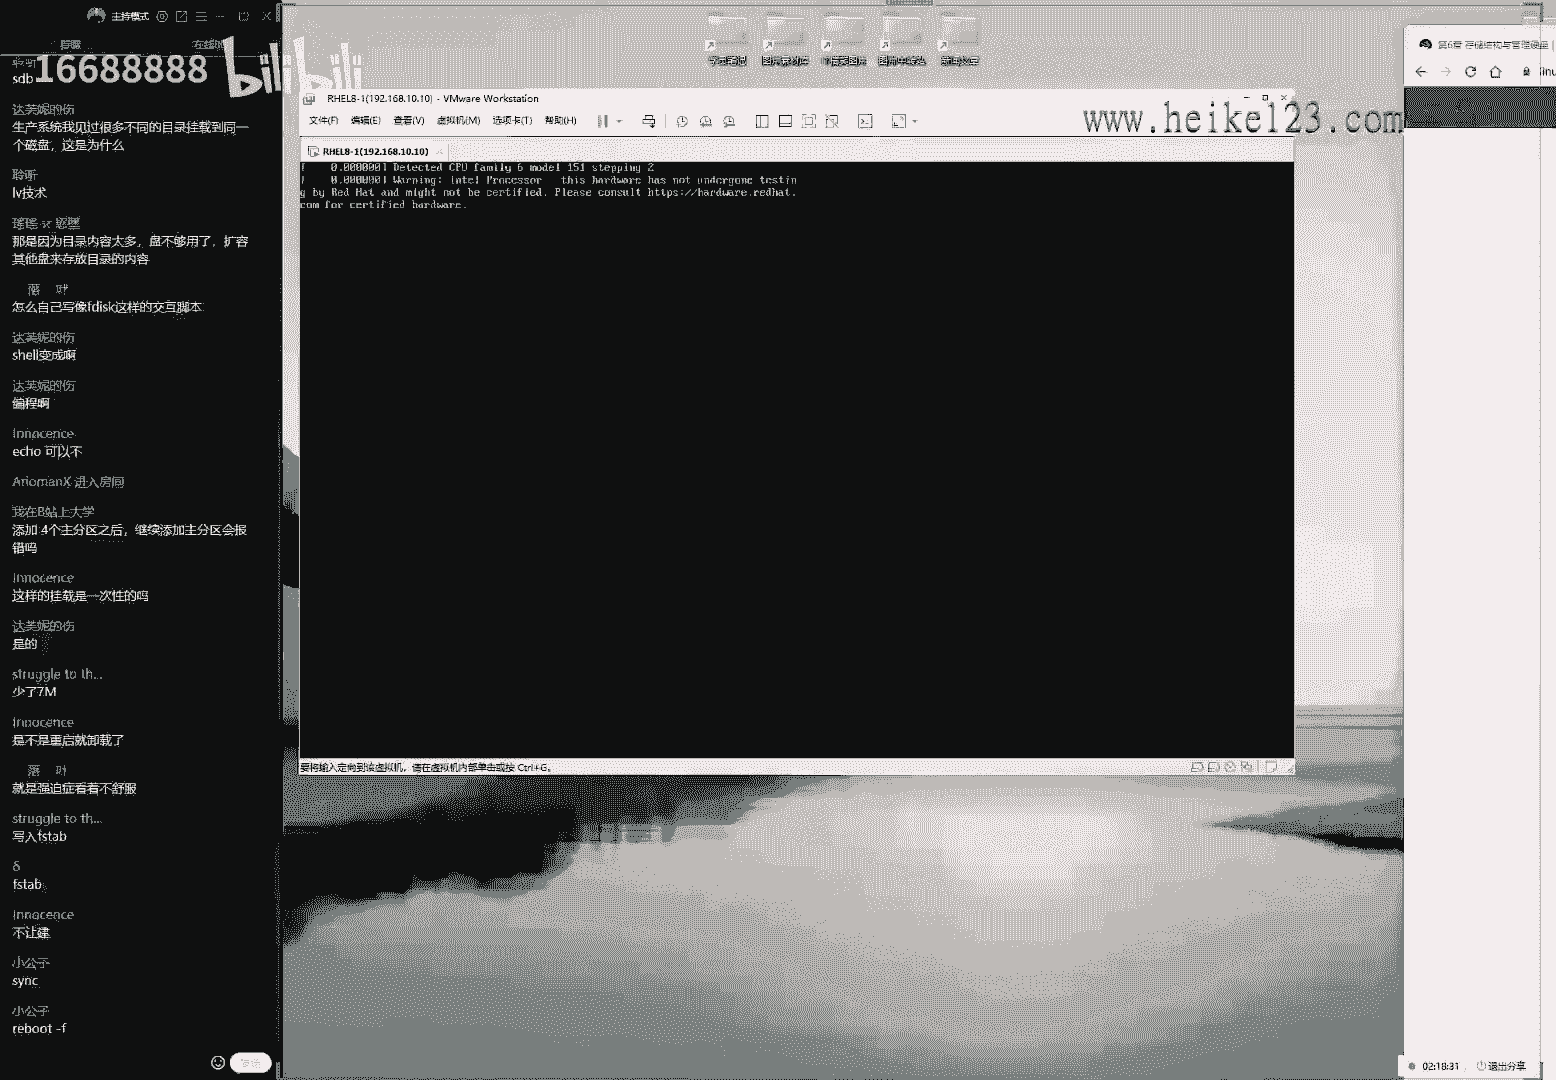 主持模式
sdb
16688888
bilibili
达芙妮的伤
生产系统我见过很多不同的目录挂载到同一
个磁盘，这是为什么
聆听
lv技术
那是因为目录内容太多，盘不够用了，扩容
其他盘来存放目录的内容
落 叶
怎么自己写像fdisk这样的交互脚本
达芙妮的伤
shell变成啊
达芙妮的伤
编程啊
Innocence
echo 可以不
AriomanX 进入房间
我在B站上大学
添加 4个主分区之后，继续添加主分区会报
错吗
Innocence
这样的挂载是一次性的吗
达芙妮的伤
是的
struggle to th...
少了7M
Innocence
是不是重启就卸载了
落 叶
就是强迫症看着不舒服
struggle to th...
写入fstab
δ
fstab
Innocence
不让建
小公子
sync
小公子
reboot -f
RHEL8-1(192.168.10.10) - VMware Workstation
文件(F) 编辑(E) 查看(V) 虚拟机(M) 选项卡(T) 帮助(H)
RHEL8-1(192.168.10.10)
[    0.000000] Detected CPU family 6 model 151 stepping 2
[    0.000000] Warning: Intel Processor - this hardware has not undergone testin
g by Red Hat and might not be certified. Please consult https://hardware.redhat.
com for certified hardware.
要将输入定向到该虚拟机，请在虚拟机内部单击或按 Ctrl+G。
www.heike123.com
第6章 存储结构与管理硬盘
02:18:31
退出分享